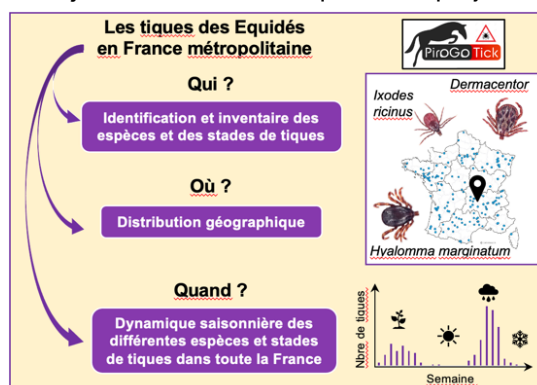 Les tiques des Equidés
en France métropolitaine
PiroGoTick
Qui ?
Identification et inventaire des
espèces et des stades de tiques
Ixodes
ricinus
Dermacentor
Hyalomma marginatum
Où ?
Distribution géographique
Quand ?
Dynamique saisonnière des
différentes espèces et stades
de tiques dans toute la France
Nbre de tiques
Semaine